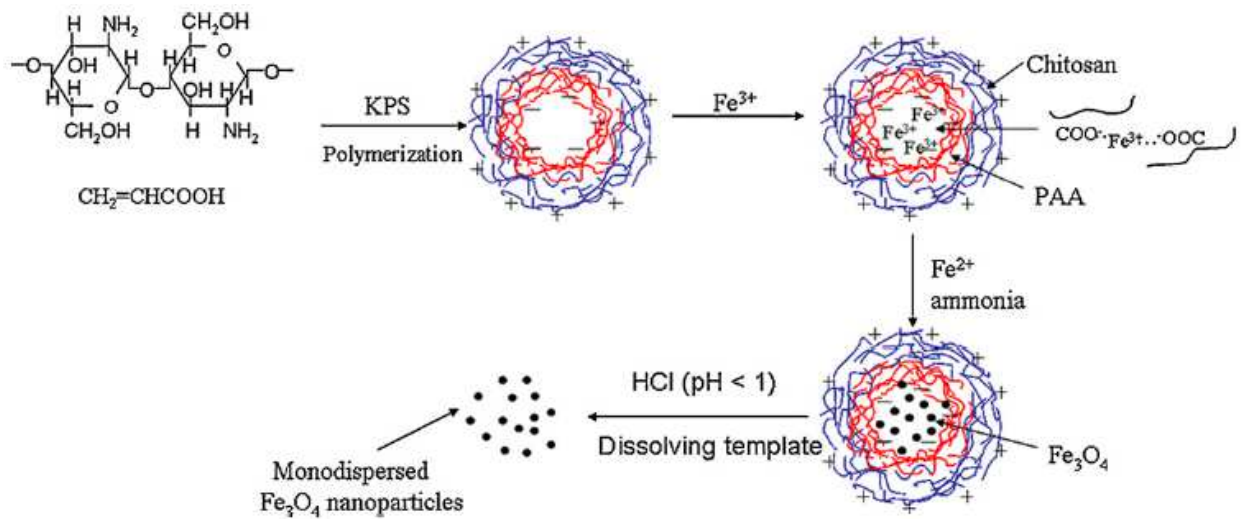 H NH₂ CH₂OH
H H O
O OH H H O
H H O O OH H H
CH₂OH H NH₂
CH₂=CHCOOH
KPS
Polymerization
Fe³⁺
Fe³⁺
Fe³⁺
Fe³⁺
Chitosan
COO⁻·Fe³⁺··⁻OOC
PAA
Fe²⁺
ammonia
HCl (pH < 1)
Dissolving template
Fe₃O₄
Monodispersed
Fe₃O₄ nanoparticles